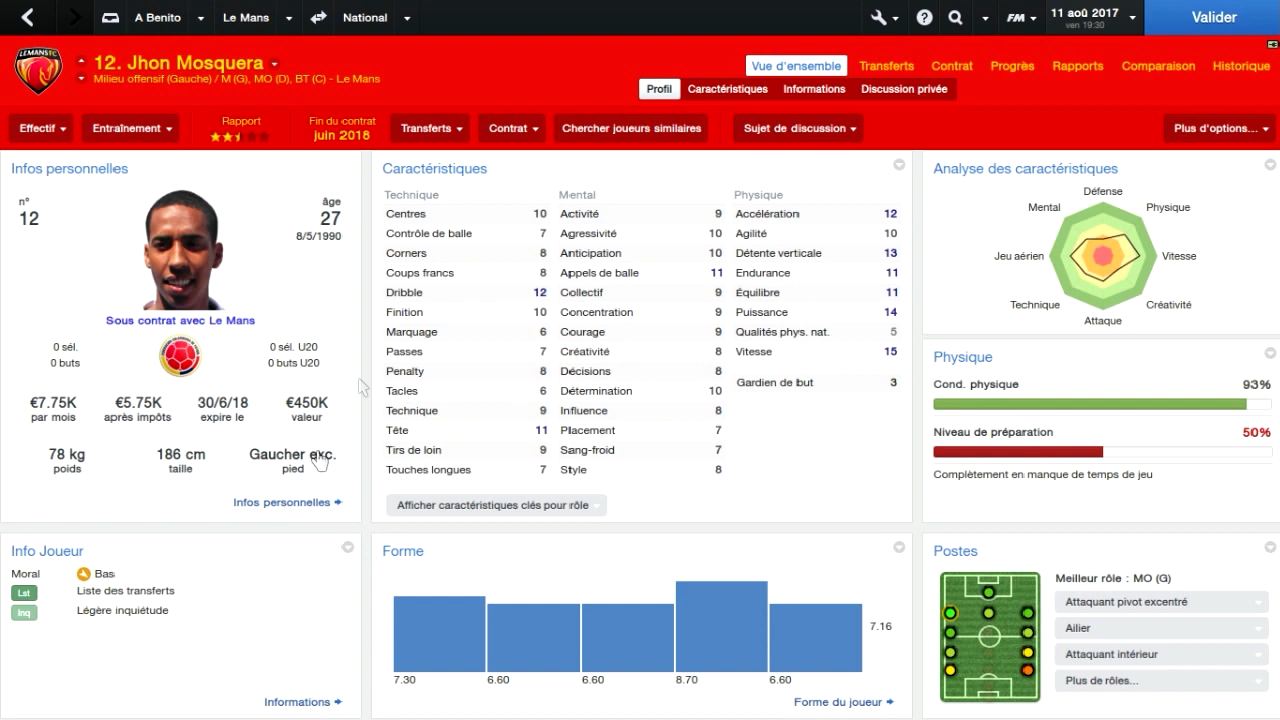 A Benito
Le Mans
National
FM
11 aoû 2017
ven 19:30
Valider
LEMANS FC
12. Jhon Mosquera
Milieu offensif (Gauche) / M (G), MO (D), BT (C) - Le Mans
Vue d'ensemble Transferts Contrat Progrès Rapports Comparaison Historique
Profil Caractéristiques Informations Discussion privée
Effectif
Entraînement
Rapport
Fin du contrat
juin 2018
Transferts
Contrat
Chercher joueurs similaires
Sujet de discussion
Plus d'options...
Infos personnelles
n°
12
âge
27
8/5/1990
Sous contrat avec Le Mans
0 sél.
0 buts
0 sél. U20
0 buts U20
€7.75K
par mois
€5.75K
après impôts
30/6/18
expire le
€450K
valeur
78 kg
poids
186 cm
taille
Gaucher exc.
pied
Infos personnelles
Caractéristiques
Technique Mental Physique
Centres 10 Activité 9 Accélération 12
Contrôle de balle 7 Agressivité 10 Agilité 10
Corners 8 Anticipation 10 Détente verticale 13
Coups francs 8 Appels de balle 11 Endurance 11
Dribble 12 Collectif 9 Équilibre 11
Finition 10 Concentration 9 Puissance 14
Marquage 6 Courage 9 Qualités phys. nat. 5
Passes 7 Créativité 8 Vitesse 15
Penalty 8 Décisions 8
Gardien de but 3
Tacles 6 Détermination 10
Technique 9 Influence 8
Tête 11 Placement 7
Tirs de loin 9 Sang-froid 7
Touches longues 7 Style 8
Afficher caractéristiques clés pour rôle
Analyse des caractéristiques
Défense
Mental Physique
Jeu aérien Vitesse
Technique Créativité
Attaque
Physique
Cond. physique 93%
Niveau de préparation 50%
Complètement en manque de temps de jeu
Info Joueur
Moral Bas
Lst Liste des transferts
Inq Légère inquiétude
Informations
Forme
7.16
7.30 6.60 6.60 8.70 6.60
Forme du joueur
Postes
Meilleur rôle : MO (G)
Attaquant pivot excentré
Ailier
Attaquant intérieur
Plus de rôles...